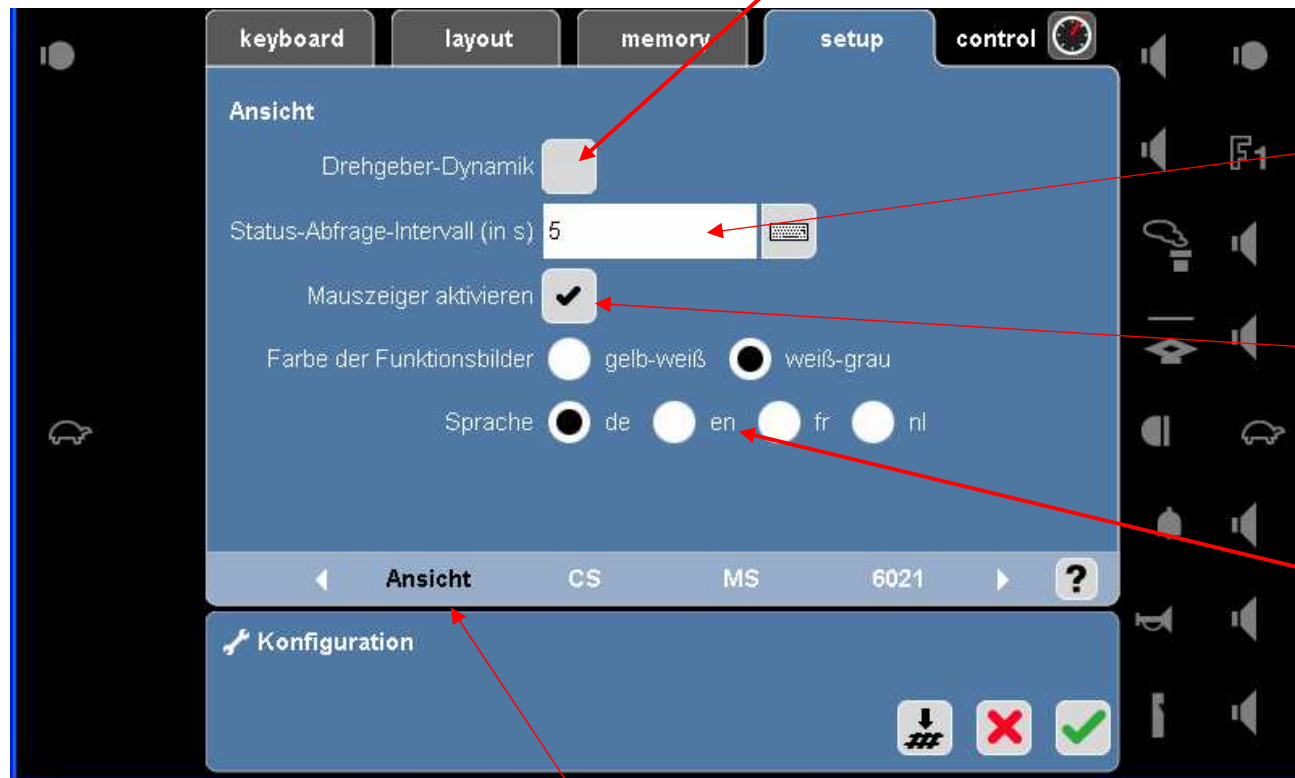 keyboard layout memory setup control
Ansicht
F1
Drehgeber-Dynamik
Status-Abfrage-Intervall (in s) 5
Mauszeiger aktivieren
Farbe der Funktionsbilder gelb-weiß weiß-grau
Sprache de en fr nl
Ansicht CS MS 6021 ?
Konfiguration